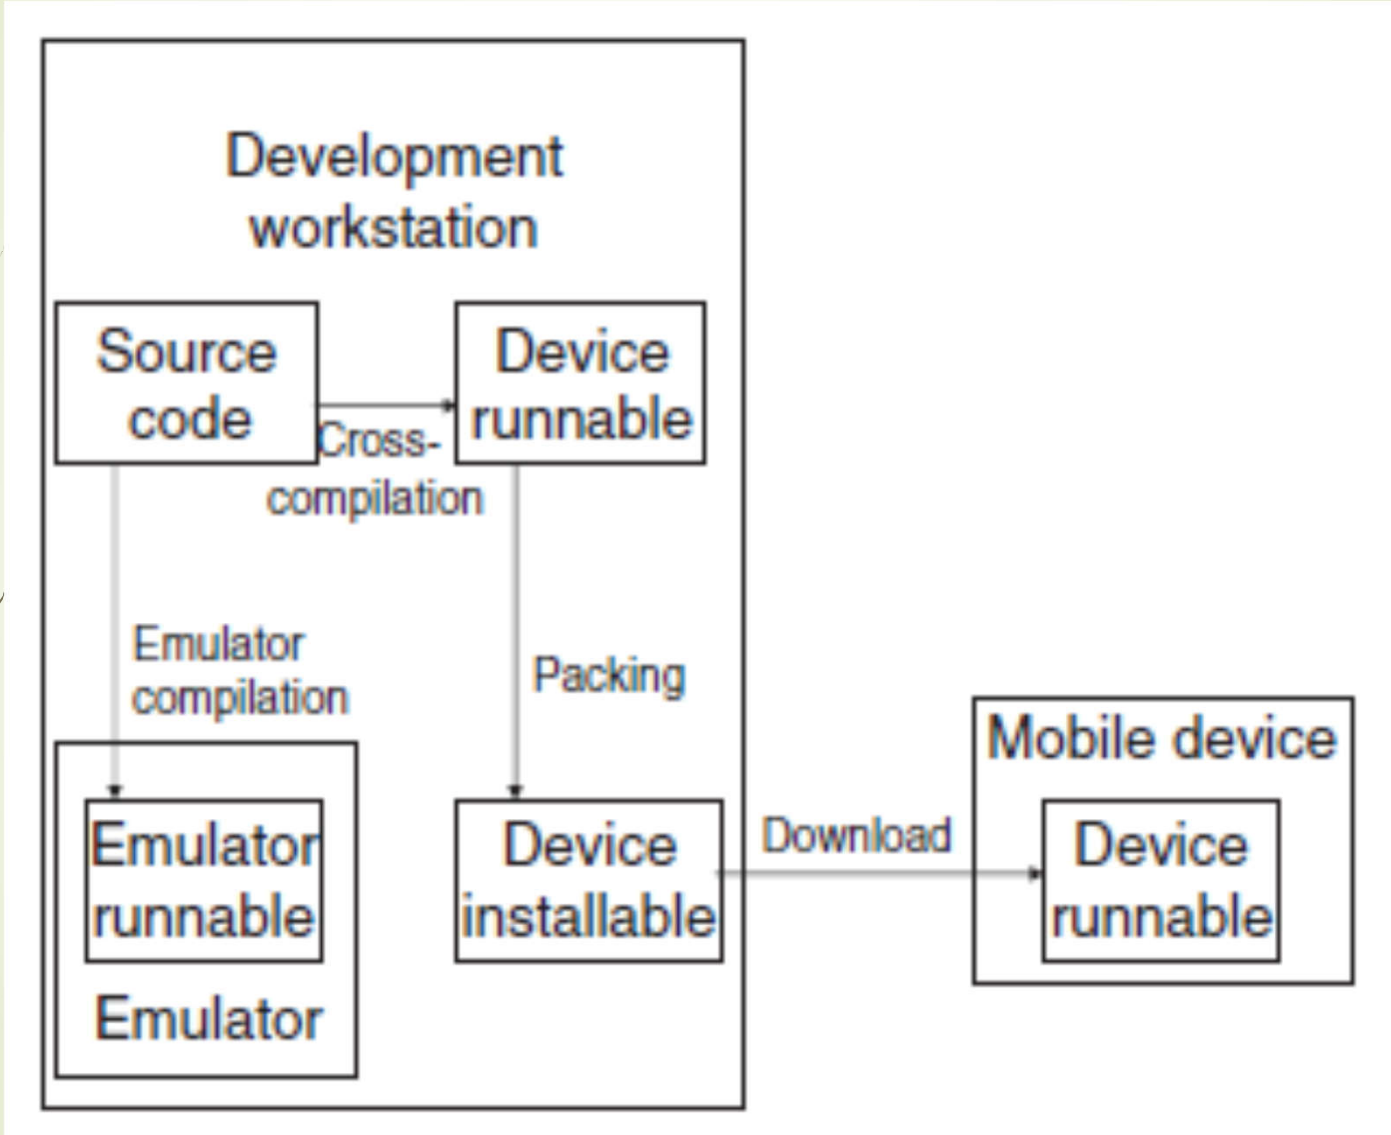 Development
workstation
Source
code
Device
runnable
Cross-
compilation
Emulator
compilation
Packing
Emulator
runnable
Emulator
Device
installable
Download
Mobile device
Device
runnable